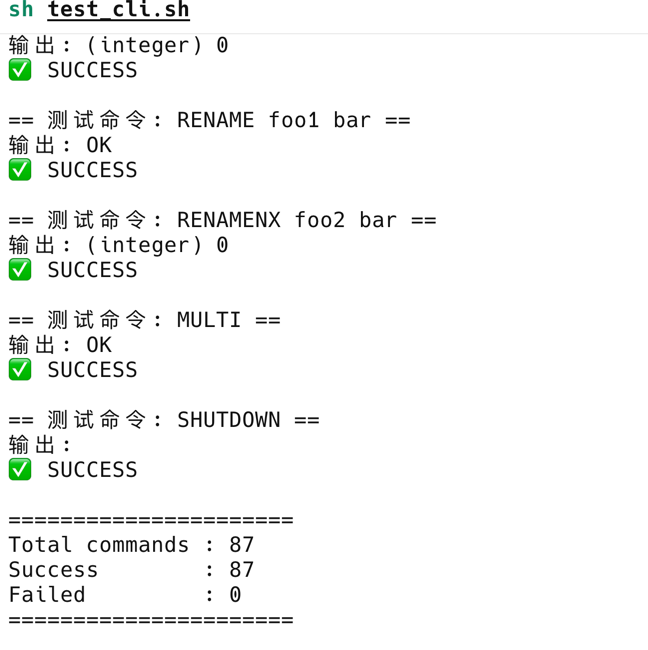 sh test_cli.sh
输出: (integer) 0
✅ SUCCESS
== 测试命令: RENAME foo1 bar ==
输出: OK
✅ SUCCESS
== 测试命令: RENAMENX foo2 bar ==
输出: (integer) 0
✅ SUCCESS
== 测试命令: MULTI ==
输出: OK
✅ SUCCESS
== 测试命令: SHUTDOWN ==
输出:
✅ SUCCESS
======================
Total commands : 87
Success        : 87
Failed         : 0
======================